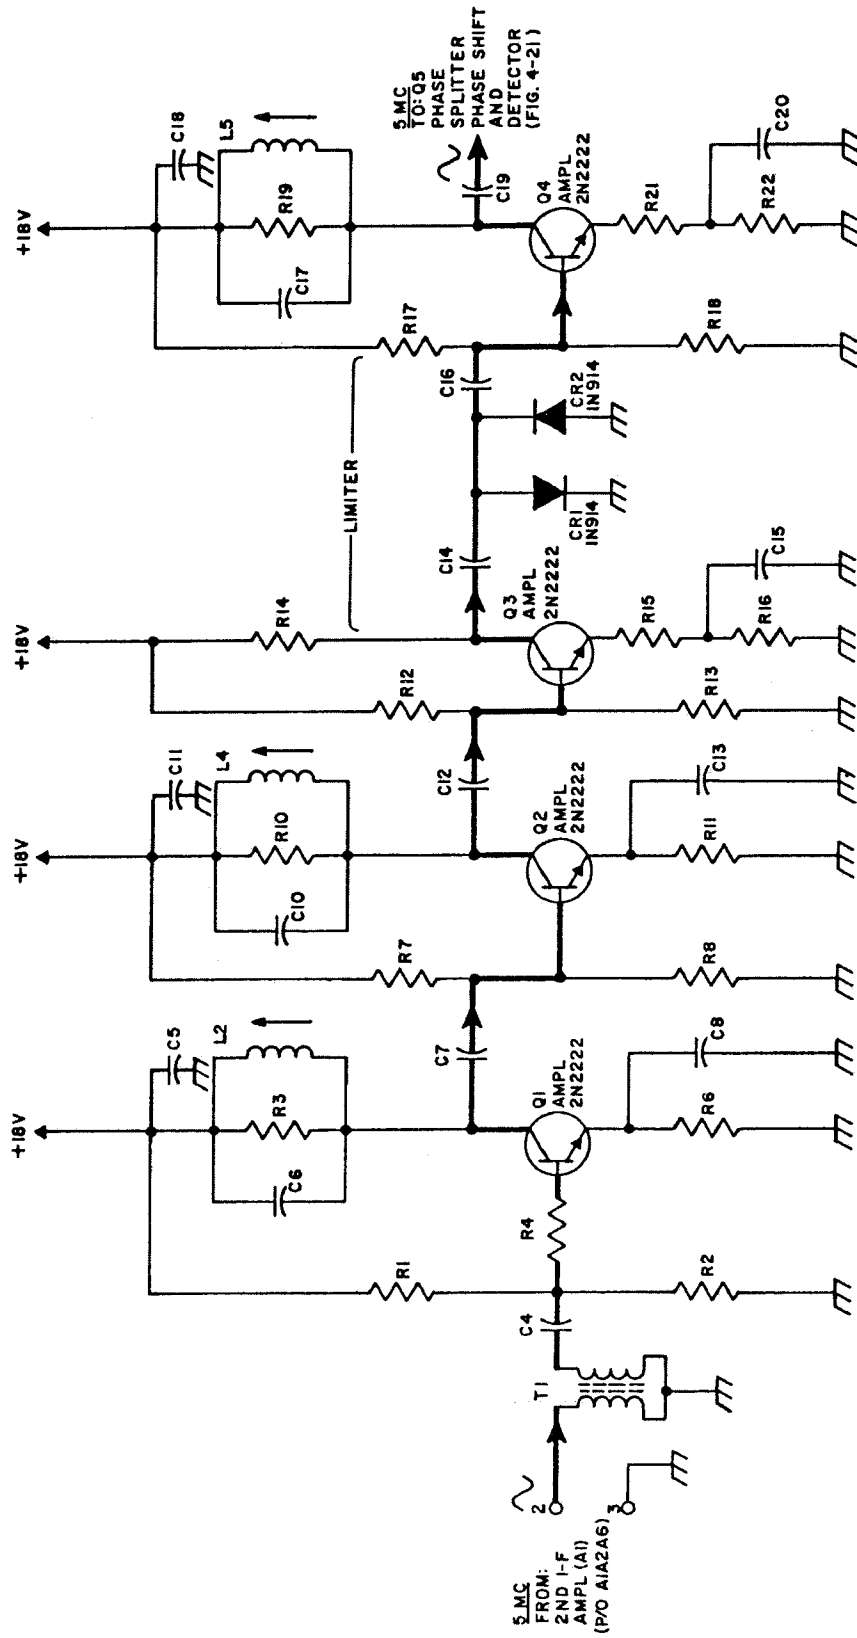 5 MC
FROM:
2ND I-F
AMPL (A1)
(P/O A1A2A6)
2
3
T1
C4
R1
R2
R4
+18V
C5
L2
R3
C6
C7
Q1
AMPL
2N2222
R6
C8
+18V
C11
L4
R10
C10
R7
R8
C12
Q2
AMPL
2N2222
R11
C13
+18V
R14
R12
R13
LIMITER
C14
Q3
AMPL
2N2222
R15
R16
C15
CR1
1N914
CR2
1N914
C16
+18V
C18
L5
R19
C17
R17
R18
C19
Q4
AMPL
2N2222
R21
R22
C20
5 MC
TO: Q5
PHASE
SPLITTER
PHASE SHIFT
AND
DETECTOR
(FIG. 4-21)